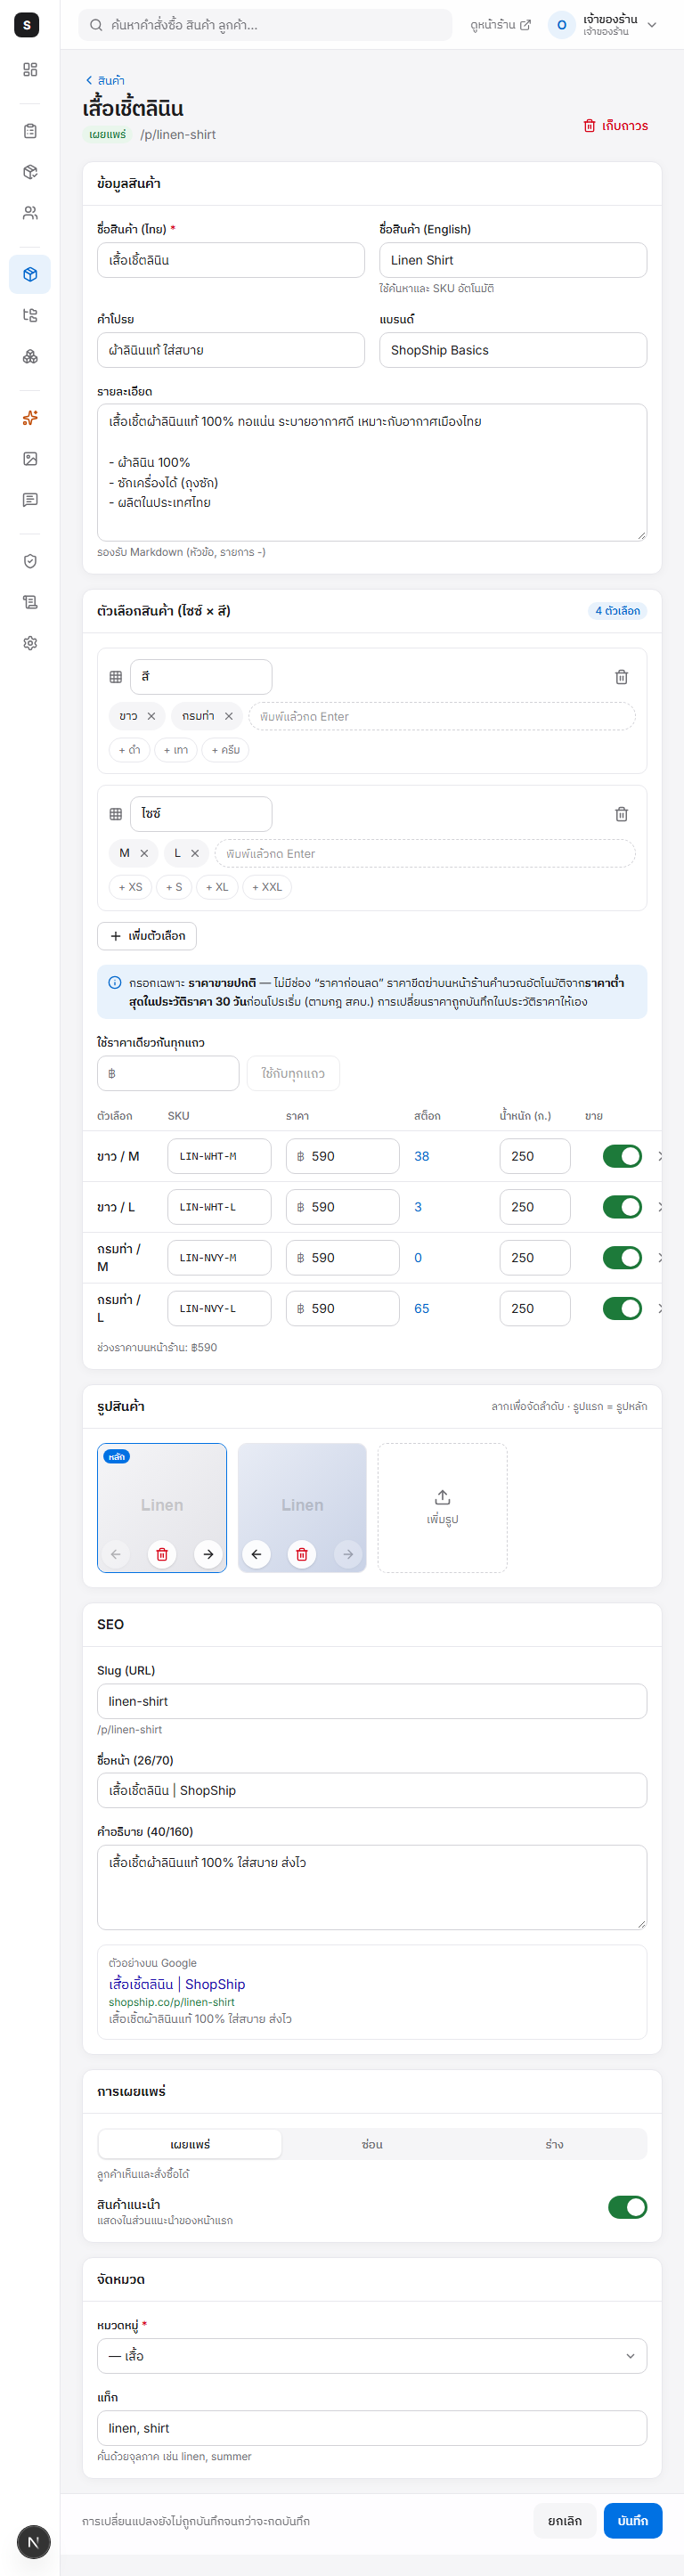 S
ค้นหาคำสั่งซื้อ สินค้า ลูกค้า...
ดูหน้าร้าน
O
เจ้าของร้าน
เจ้าของร้าน
สินค้า
เสื้อเชิ้ตลินิน
เผยแพร่ /p/linen-shirt
เก็บถาวร
ข้อมูลสินค้า
ชื่อสินค้า (ไทย) *
ชื่อสินค้า (English)
เสื้อเชิ้ตลินิน
Linen Shirt
ใช้ค้นหาและ SKU อัตโนมัติ
คำโปรย
แบรนด์
ผ้าลินินแท้ ใส่สบาย
ShopShip Basics
รายละเอียด
เสื้อเชิ้ตผ้าลินินแท้ 100% ทอแน่น ระบายอากาศดี เหมาะกับอากาศเมืองไทย
- ผ้าลินิน 100%
- ซักเครื่องได้ (ถุงซัก)
- ผลิตในประเทศไทย
รองรับ Markdown (หัวข้อ, รายการ -)
ตัวเลือกสินค้า (ไซซ์ × สี)
4 ตัวเลือก
สี
ขาว
กรมท่า
พิมพ์แล้วกด Enter
+ ดำ
+ เทา
+ ครีม
ไซซ์
M
L
พิมพ์แล้วกด Enter
+ XS
+ S
+ XL
+ XXL
เพิ่มตัวเลือก
กรอกเฉพาะ ราคาขายปกติ — ไม่มีช่อง “ราคาก่อนลด” ราคาขีดฆ่าบนหน้าร้านคำนวณอัตโนมัติจากราคาต่ำ
สุดในประวัติราคา 30 วันก่อนโปรเริ่ม (ตามกฎ สคบ.) การเปลี่ยนราคาถูกบันทึกในประวัติราคาให้เอง
ใช้ราคาเดียวกันทุกแถว
฿
ใช้กับทุกแถว
ตัวเลือก SKU ราคา สต็อก น้ำหนัก (ก.) ขาย
ขาว / M LIN-WHT-M ฿ 590 38 250
ขาว / L LIN-WHT-L ฿ 590 3 250
กรมท่า /
M
LIN-NVY-M ฿ 590 0 250
กรมท่า /
L
LIN-NVY-L ฿ 590 65 250
ช่วงราคาบนหน้าร้าน: ฿590
รูปสินค้า
ลากเพื่อจัดลำดับ · รูปแรก = รูปหลัก
หลัก
Linen
Linen
เพิ่มรูป
SEO
Slug (URL)
linen-shirt
/p/linen-shirt
ชื่อหน้า (26/70)
เสื้อเชิ้ตลินิน | ShopShip
คำอธิบาย (40/160)
เสื้อเชิ้ตผ้าลินินแท้ 100% ใส่สบาย ส่งไว
ตัวอย่างบน Google
เสื้อเชิ้ตลินิน | ShopShip
shopship.co/p/linen-shirt
เสื้อเชิ้ตผ้าลินินแท้ 100% ใส่สบาย ส่งไว
การเผยแพร่
เผยแพร่
ซ่อน
ร่าง
ลูกค้าเห็นและสั่งซื้อได้
สินค้าแนะนำ
แสดงในส่วนแนะนำของหน้าแรก
จัดหมวด
หมวดหมู่ *
— เสื้อ
แท็ก
linen, shirt
คั่นด้วยจุลภาค เช่น linen, summer
การเปลี่ยนแปลงยังไม่ถูกบันทึกจนกว่าจะกดบันทึก
ยกเลิก
บันทึก
N